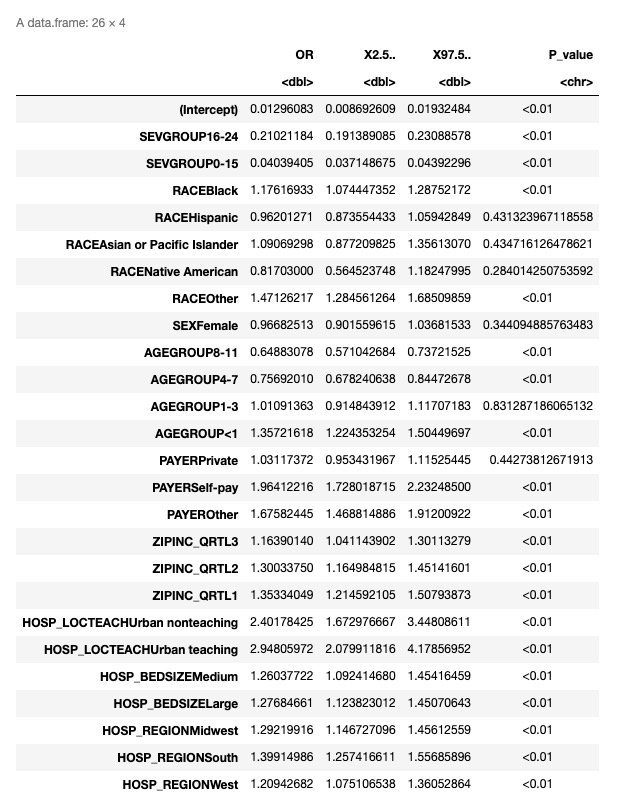 A data.frame: 26 × 4
OR X2.5.. X97.5.. P_value
<dbl> <dbl> <dbl> <chr>
(Intercept) 0.01296083 0.008692609 0.01932484 <0.01
SEVGROUP16-24 0.21021184 0.191389085 0.23088578 <0.01
SEVGROUP0-15 0.04039405 0.037148675 0.04392296 <0.01
RACEBlack 1.17616933 1.074447352 1.28752172 <0.01
RACEHispanic 0.96201271 0.873554433 1.05942849 0.431323967118558
RACEAsian or Pacific Islander 1.09069298 0.877209825 1.35613070 0.434716126478621
RACENative American 0.81703000 0.564523748 1.18247995 0.284014250753592
RACEOther 1.47126217 1.284561264 1.68509859 <0.01
SEXFemale 0.96682513 0.901559615 1.03681533 0.344094885763483
AGEGROUP8-11 0.64883078 0.571042684 0.73721525 <0.01
AGEGROUP4-7 0.75692010 0.678240638 0.84472678 <0.01
AGEGROUP1-3 1.01091363 0.914843912 1.11707183 0.831287186065132
AGEGROUP<1 1.35721618 1.224353254 1.50449697 <0.01
PAYERPrivate 1.03117372 0.953431967 1.11525445 0.44273812671913
PAYERSelf-pay 1.96412216 1.728018715 2.23248500 <0.01
PAYEROther 1.67582445 1.468814886 1.91200922 <0.01
ZIPINC_QRTL3 1.16390140 1.041143902 1.30113279 <0.01
ZIPINC_QRTL2 1.30033750 1.164984815 1.45141601 <0.01
ZIPINC_QRTL1 1.35334049 1.214592105 1.50793873 <0.01
HOSP_LOCTEACHUrban nonteaching 2.40178425 1.672976667 3.44808611 <0.01
HOSP_LOCTEACHUrban teaching 2.94805972 2.079911816 4.17856952 <0.01
HOSP_BEDSIZEMedium 1.26037722 1.092414680 1.45416459 <0.01
HOSP_BEDSIZELarge 1.27684661 1.123823012 1.45070643 <0.01
HOSP_REGIONMidwest 1.29219916 1.146727096 1.45612559 <0.01
HOSP_REGIONSouth 1.39914986 1.257416611 1.55685896 <0.01
HOSP_REGIONWest 1.20942682 1.075106538 1.36052864 <0.01